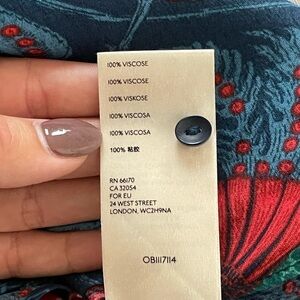 100% VISCOSE
100% VISCOSE
100% VISKOSE
100% VISCOSA
100% VISCOSA
100% 粘胶
RN 66170
CA 32054
FOR EU
24 WEST STREET
LONDON, WC2H9NA
OB1117114